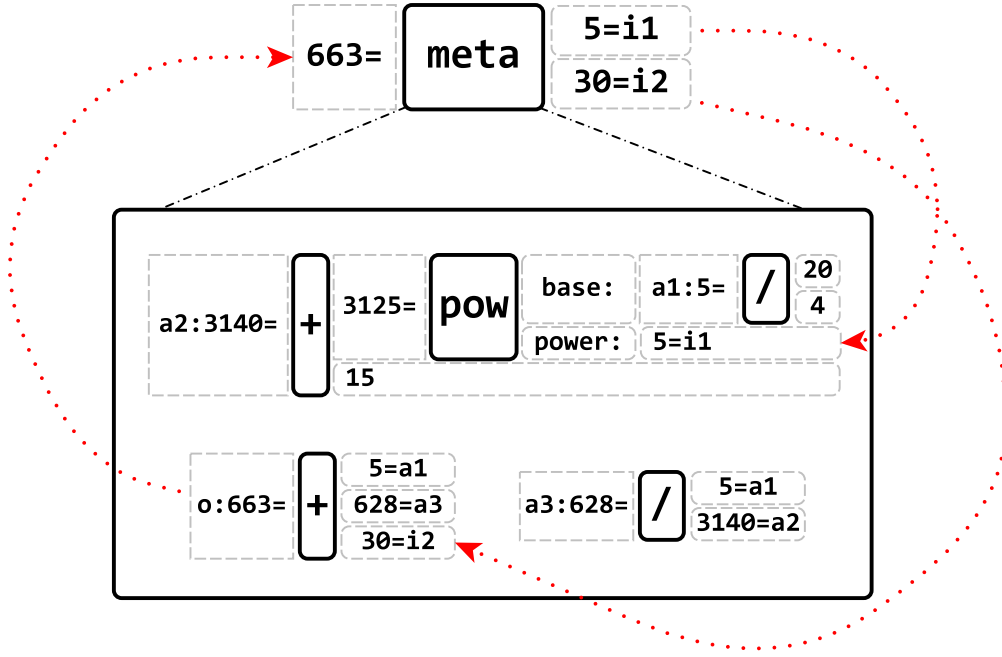 663= meta 5=i1
30=i2
a2:3140= + 3125= pow base: a1:5= / 20
4
power: 5=i1
15
o:663= + 5=a1
628=a3
30=i2
a3:628= / 5=a1
3140=a2